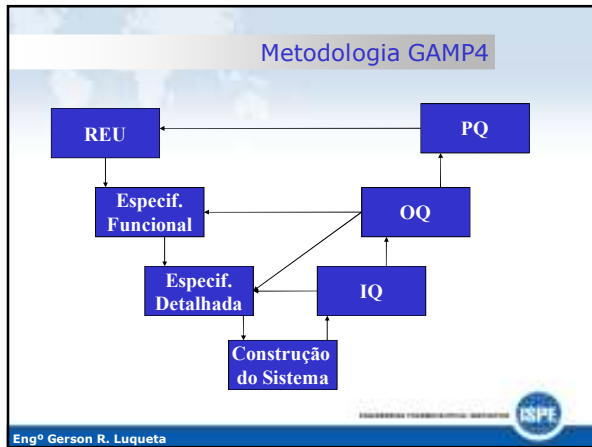 Metodologia GAMP4
REU
PQ
Especif.
Funcional
OQ
Especif.
Detalhada
IQ
Construção
do Sistema
ISPE
Engº Gerson R. Luqueta